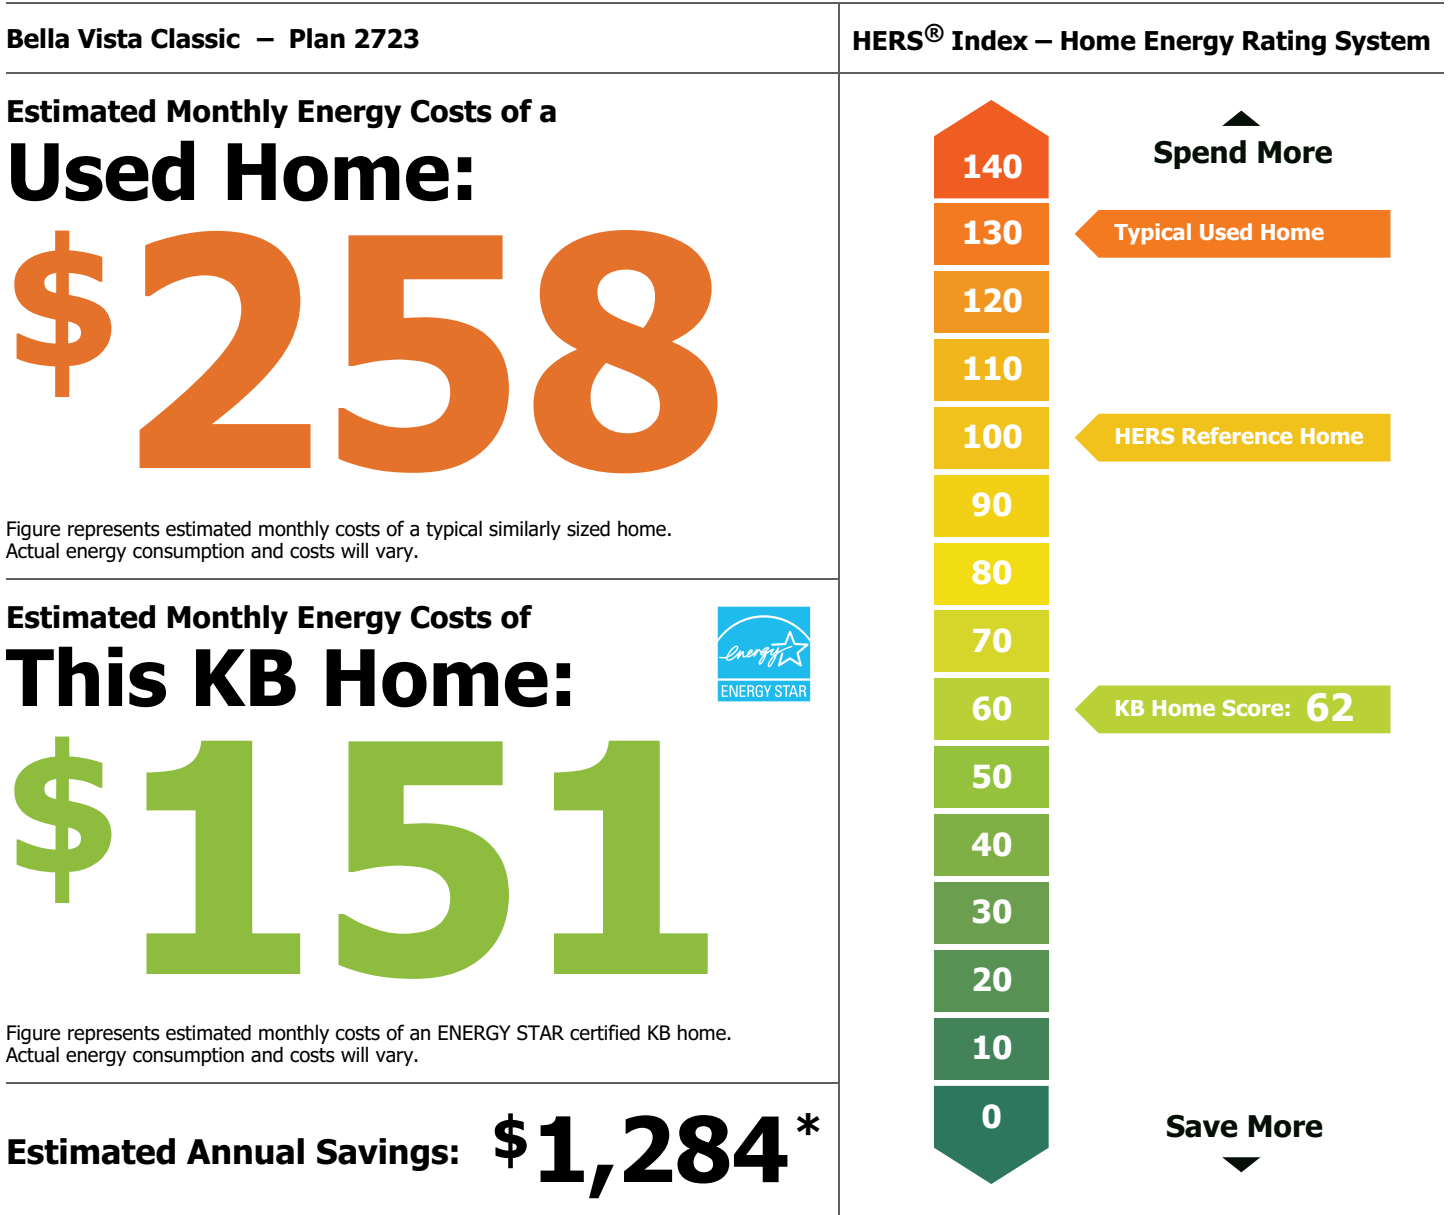 Bella Vista Classic – Plan 2723
Estimated Monthly Energy Costs of a
Used Home:
$258
Figure represents estimated monthly costs of a typical similarly sized home.
Actual energy consumption and costs will vary.
Estimated Monthly Energy Costs of
This KB Home:
energy
ENERGY STAR
$151
Figure represents estimated monthly costs of an ENERGY STAR certified KB home.
Actual energy consumption and costs will vary.
Estimated Annual Savings: $1,284*
HERS® Index – Home Energy Rating System
Spend More
140
130 Typical Used Home
120
110
100 HERS Reference Home
90
80
70
60 KB Home Score: 62
50
40
30
20
10
0
Save More